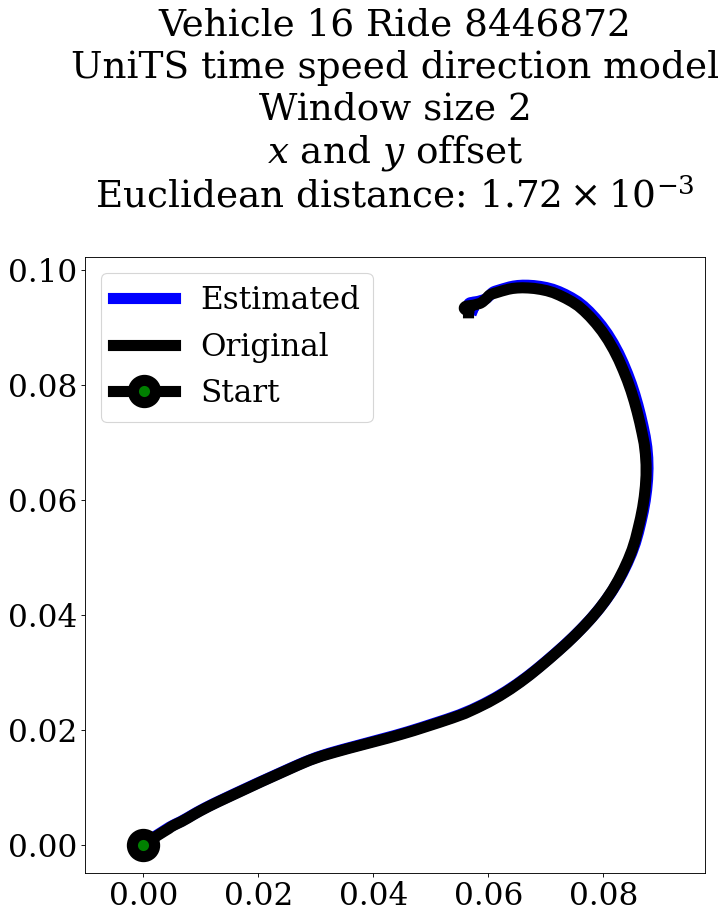 Vehicle 16 Ride 8446872
UniTS time speed direction model
Window size 2
x and y offset
Euclidean distance: 1.72 × 10⁻³
0.10
0.08
0.06
0.04
0.02
0.00
Estimated
Original
Start
0.00 0.02 0.04 0.06 0.08